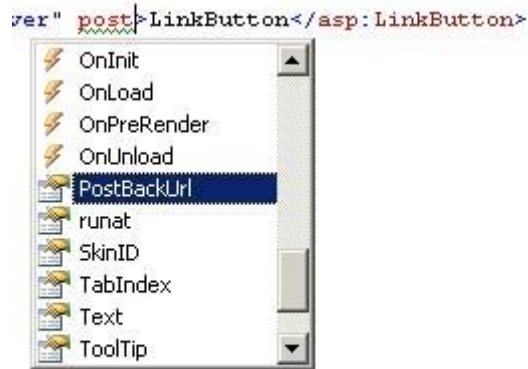 ver" post>LinkButton</asp:LinkButton>
OnInit
OnLoad
OnPreRender
OnUnload
PostBackUrl
runat
SkinID
TabIndex
Text
ToolTip